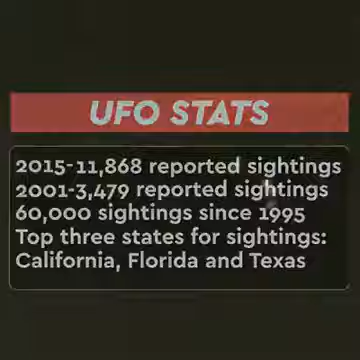 UFO STATS
2015-11,868 reported sightings
2001-3,479 reported sightings
60,000 sightings since 1995
Top three states for sightings:
California, Florida and Texas